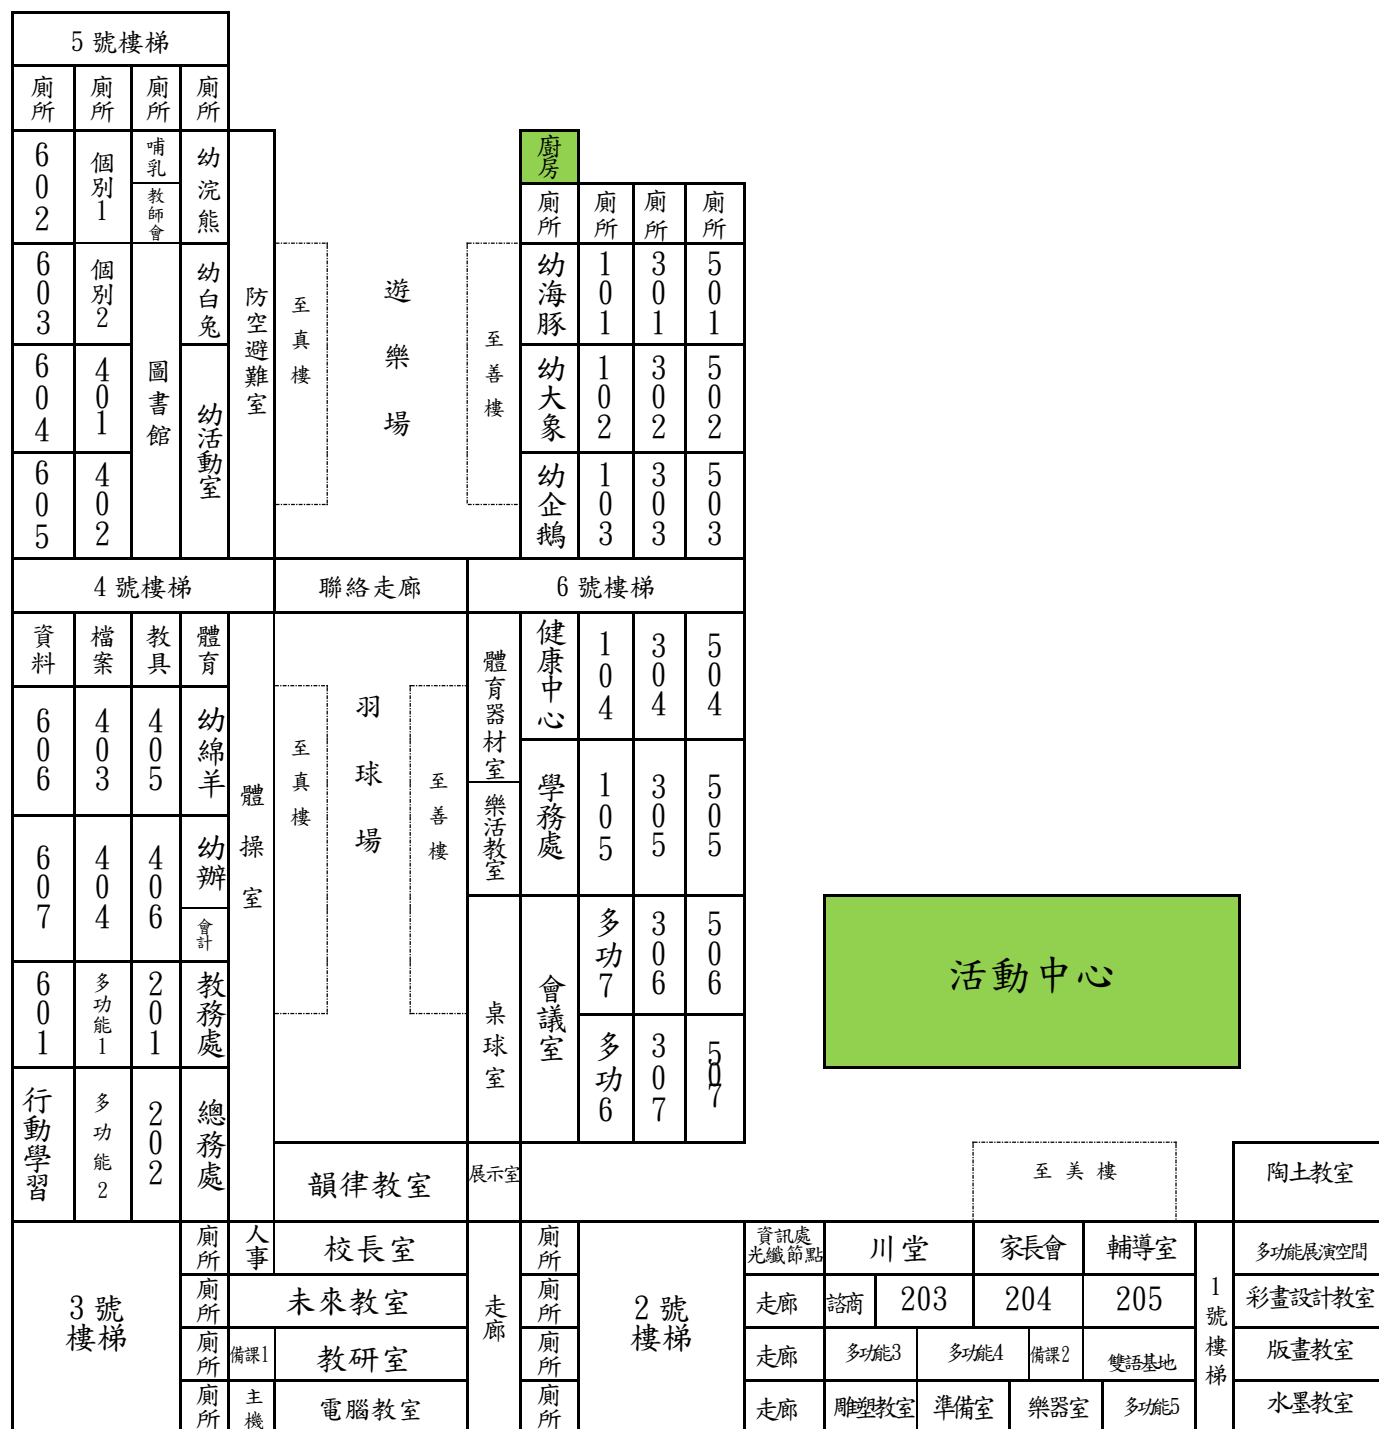 5 號樓梯
廁所 廁所 廁所 廁所
602 個別1 哺乳 幼浣熊 廚房
教師會
廁所 廁所 廁所 廁所
603 個別2 圖書館 幼白兔 防空避難室 至真樓 遊樂場 至善樓 幼海豚 101 301 501
604 401 幼活動室 幼大象 102 302 502
605 402 幼企鵝 103 303 503
4 號樓梯 聯絡走廊 6 號樓梯
資料 檔案 教具 體育 體操室 羽球場 體育器材室 健康中心 104 304 504
606 403 405 幼綿羊 至真樓 至善樓 學務處 105 305 505
樂活教室
607 404 406 幼辦
會計
桌球室 會議室 多功7 306 506 活動中心
601 多功能1 201 教務處
多功6 307 507
行動學習 多功能2 202 總務處
韻律教室 展示室 至美樓 陶土教室
3 號樓梯 廁所 人事 校長室 走廊 廁所 2 號樓梯 資訊處光纖節點 川堂 家長會 輔導室 1號樓梯 多功能展演空間
廁所 未來教室 廁所 走廊 諮商 203 204 205 彩畫設計教室
廁所 備課1 教研室 廁所 走廊 多功能3 多功能4 備課2 雙語基地 版畫教室
廁所 主機 電腦教室 廁所 走廊 雕塑教室 準備室 樂器室 多功能5 水墨教室